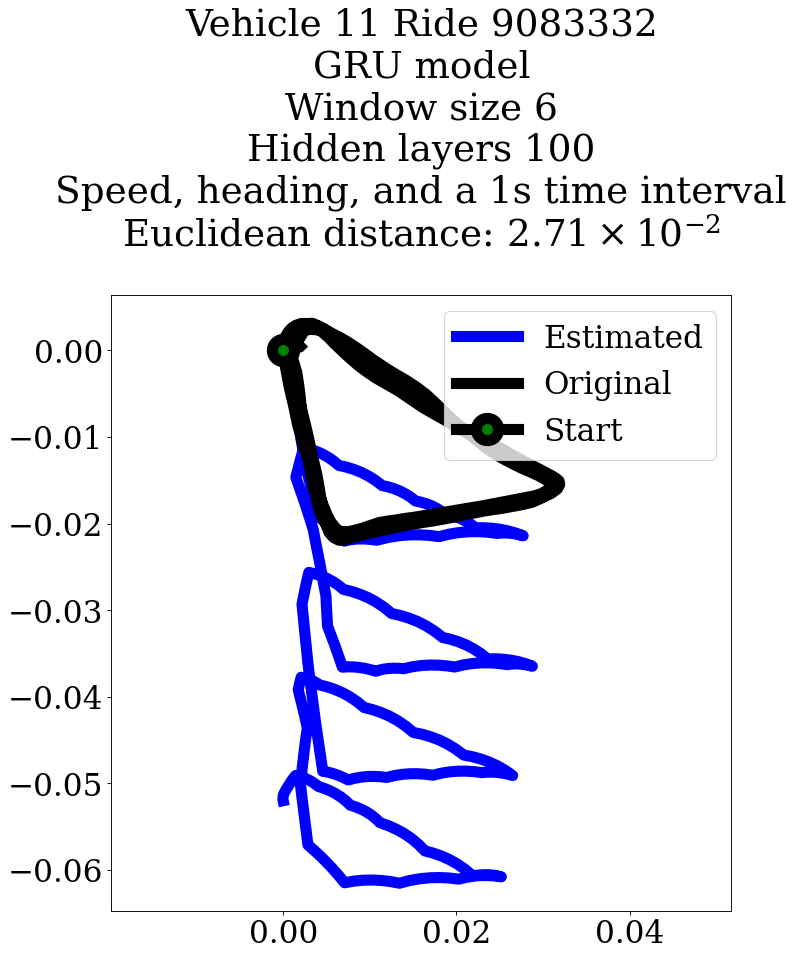 Vehicle 11 Ride 9083332
GRU model
Window size 6
Hidden layers 100
Speed, heading, and a 1s time interval
Euclidean distance: 2.71 × 10⁻²
Estimated
Original
Start
0.00
−0.01
−0.02
−0.03
−0.04
−0.05
−0.06
0.00 0.02 0.04